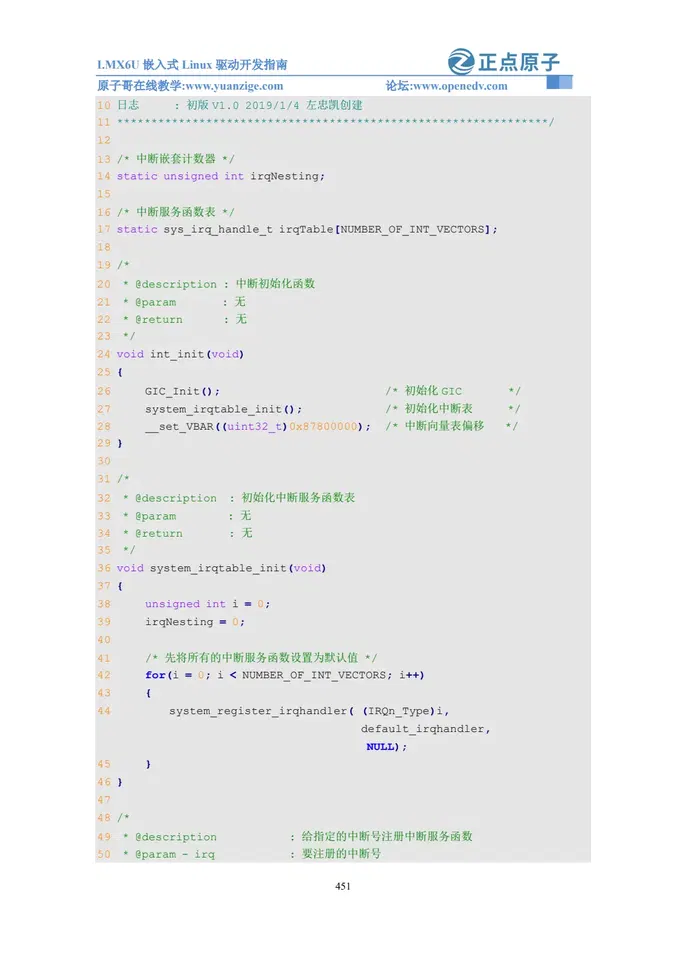 I.MX6U 嵌入式 Linux 驱动开发指南
正点原子
原子哥在线教学:www.yuanzige.com 论坛:www.openedv.com
10 日志 : 初版 V1.0 2019/1/4 左忠凯创建
11 ***************************************************************/
12
13 /* 中断嵌套计数器 */
14 static unsigned int irqNesting;
15
16 /* 中断服务函数表 */
17 static sys_irq_handle_t irqTable[NUMBER_OF_INT_VECTORS];
18
19 /*
20 * @description : 中断初始化函数
21 * @param : 无
22 * @return : 无
23 */
24 void int_init(void)
25 {
26 GIC_Init(); /* 初始化 GIC */
27 system_irqtable_init(); /* 初始化中断表 */
28 __set_VBAR((uint32_t)0x87800000); /* 中断向量表偏移 */
29 }
30
31 /*
32 * @description : 初始化中断服务函数表
33 * @param : 无
34 * @return : 无
35 */
36 void system_irqtable_init(void)
37 {
38 unsigned int i = 0;
39 irqNesting = 0;
40
41 /* 先将所有的中断服务函数设置为默认值 */
42 for(i = 0; i < NUMBER_OF_INT_VECTORS; i++)
43 {
44 system_register_irqhandler( (IRQn_Type)i,
default_irqhandler,
NULL);
45 }
46 }
47
48 /*
49 * @description : 给指定的中断号注册中断服务函数
50 * @param - irq : 要注册的中断号
451